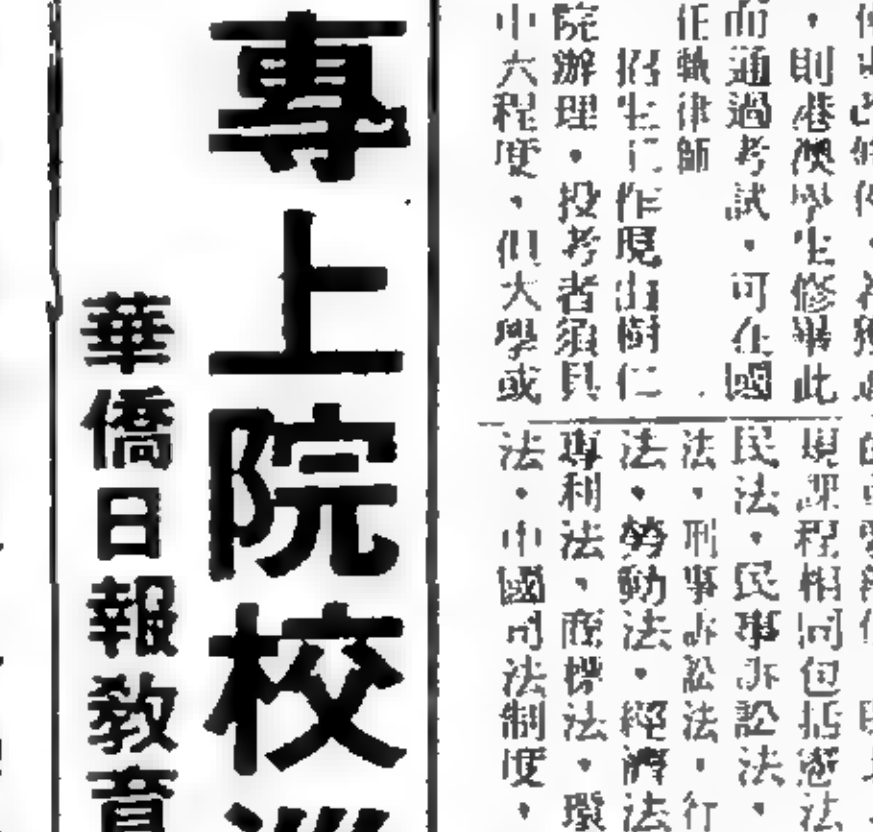 ，則港澳學生修畢此
而通過考試，可在國
任執律師
招生工作現由樹仁
院辦理，投考者須具
中六程度，但大學或
現課程相同包括憲法
民法，民事訴訟法，
法，刑事訴訟法，行
法，勞動法，經濟法
專利法，商標法，環
法，中國司法制度，
專上院校
華僑日報教育